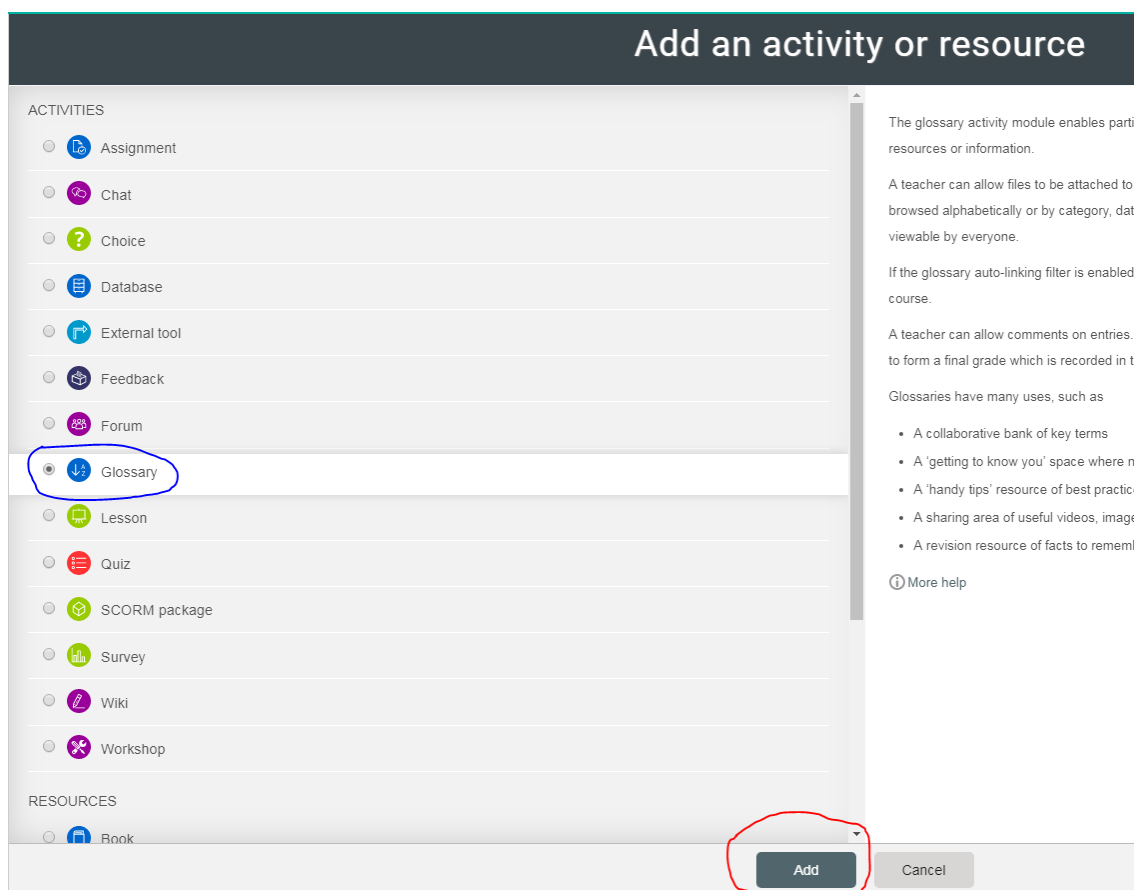 Add an activity or resource
ACTIVITIES
Assignment
Chat
Choice
Database
External tool
Feedback
Forum
Glossary
Lesson
Quiz
SCORM package
Survey
Wiki
Workshop
RESOURCES
Book
The glossary activity module enables parti
resources or information.
A teacher can allow files to be attached to
browsed alphabetically or by category, dat
viewable by everyone.
If the glossary auto-linking filter is enabled
course.
A teacher can allow comments on entries.
to form a final grade which is recorded in t
Glossaries have many uses, such as
• A collaborative bank of key terms
• A 'getting to know you' space where n
• A 'handy tips' resource of best practic
• A sharing area of useful videos, image
• A revision resource of facts to rememb
More help
Add
Cancel